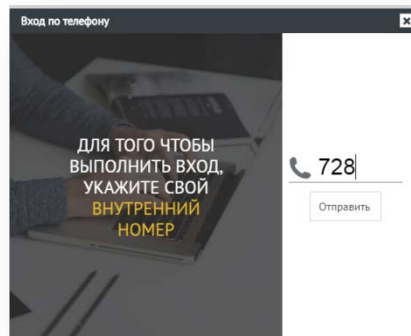 Вход по телефону
ДЛЯ ТОГО ЧТОБЫ
ВЫПОЛНИТЬ ВХОД,
УКАЖИТЕ СВОЙ
ВНУТРЕННИЙ
НОМЕР
728
Отправить